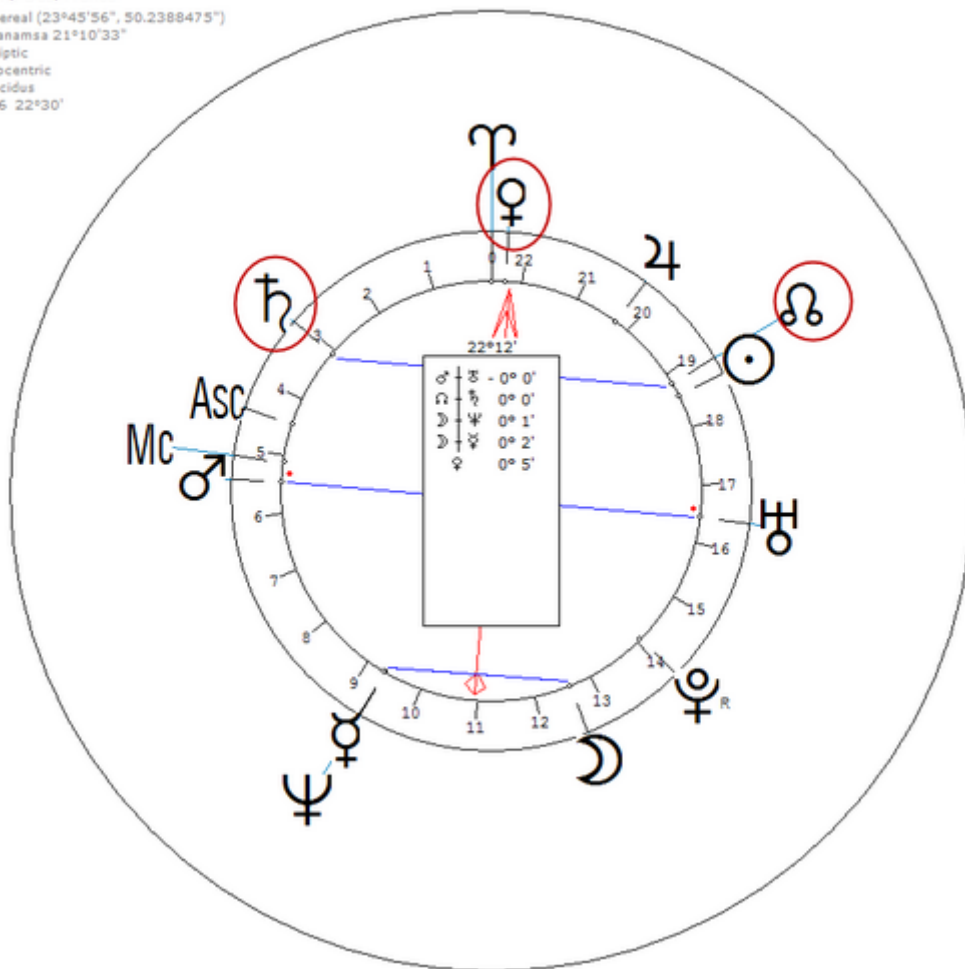 ereal (23°45'56", 50.2388475")
anamsa 21°10'33"
iptic
ocentric
cidus
6 22°30'
♈
♀
♄
♃
☊
☉
0
22
1
21
2
20
3
19
Asc
4
18
Mc
5
17
♂
6
16
♅
7
15
8
14
9
13
♇ R
10
12
11
☿
☽
♆
22°12'
♂ ♅ - 0° 0'
☊ ♄ 0° 0'
☽ ♆ 0° 1'
☽ ☿ 0° 2'
♀ 0° 5'